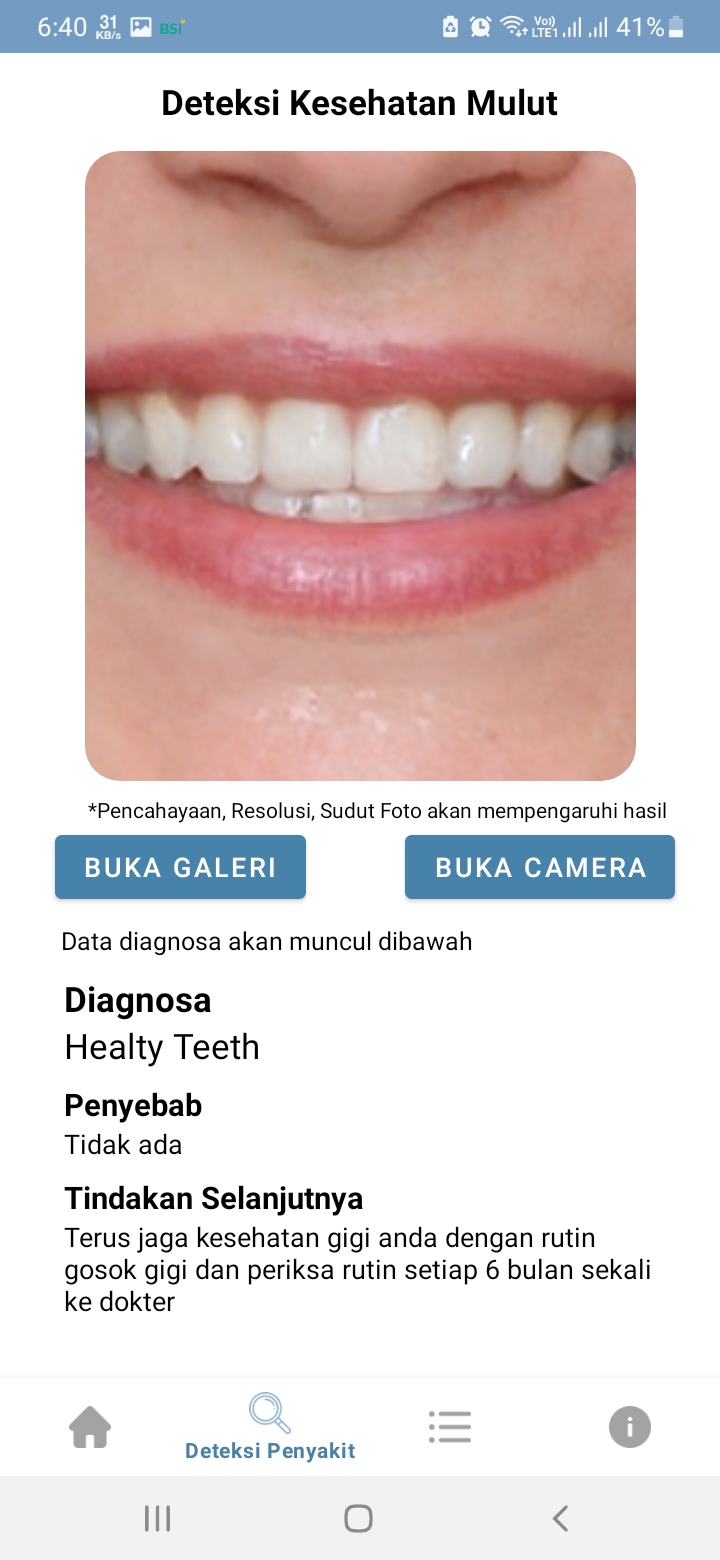 6:40 31 KB/s BSI Vo)) LTE1 41%
Deteksi Kesehatan Mulut
*Pencahayaan, Resolusi, Sudut Foto akan mempengaruhi hasil
BUKA GALERI BUKA CAMERA
Data diagnosa akan muncul dibawah
Diagnosa
Healty Teeth
Penyebab
Tidak ada
Tindakan Selanjutnya
Terus jaga kesehatan gigi anda dengan rutin
gosok gigi dan periksa rutin setiap 6 bulan sekali
ke dokter
Deteksi Penyakit